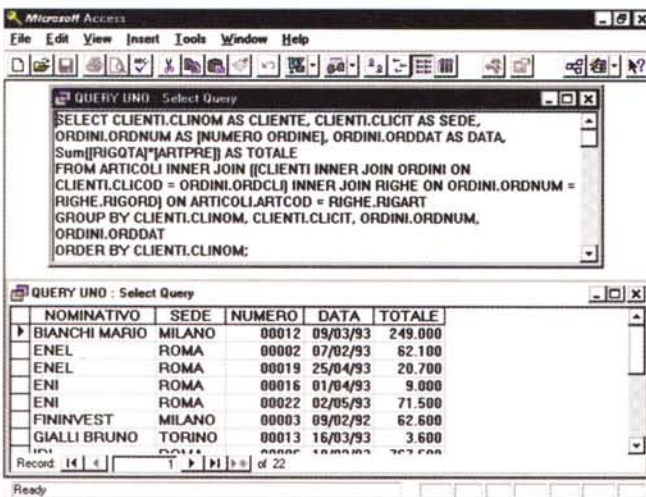 Microsoft Access
File Edit View Insert Tools Window Help
QUERY UNO : Select Query
SELECT CLIENTI.CLINOM AS CLIENTE, CLIENTI.CLICIT AS SEDE,
ORDINI.ORDNUM AS [NUMERO ORDINE], ORDINI.ORDDAT AS DATA,
Sum([RIGQTA]*[ARTPRE]) AS TOTALE
FROM ARTICOLI INNER JOIN ((CLIENTI INNER JOIN ORDINI ON
CLIENTI.CLICOD = ORDINI.ORDCLI) INNER JOIN RIGHE ON ORDINI.ORDNUM =
RIGHE.RIGORD) ON ARTICOLI.ARTCOD = RIGHE.RIGART
GROUP BY CLIENTI.CLINOM, CLIENTI.CLICIT, ORDINI.ORDNUM,
ORDINI.ORDDAT
ORDER BY CLIENTI.CLINOM;
QUERY UNO : Select Query
NOMINATIVO SEDE NUMERO DATA TOTALE
BIANCHI MARIO MILANO 00012 09/03/93 249.000
ENEL ROMA 00002 07/02/93 62.100
ENEL ROMA 00019 25/04/93 20.700
ENI ROMA 00016 01/04/93 9.000
ENI ROMA 00022 02/05/93 71.500
FININVEST MILANO 00003 09/02/92 62.600
GIALLI BRUNO TORINO 00013 16/03/93 3.600
Record: 1 of 22
Ready